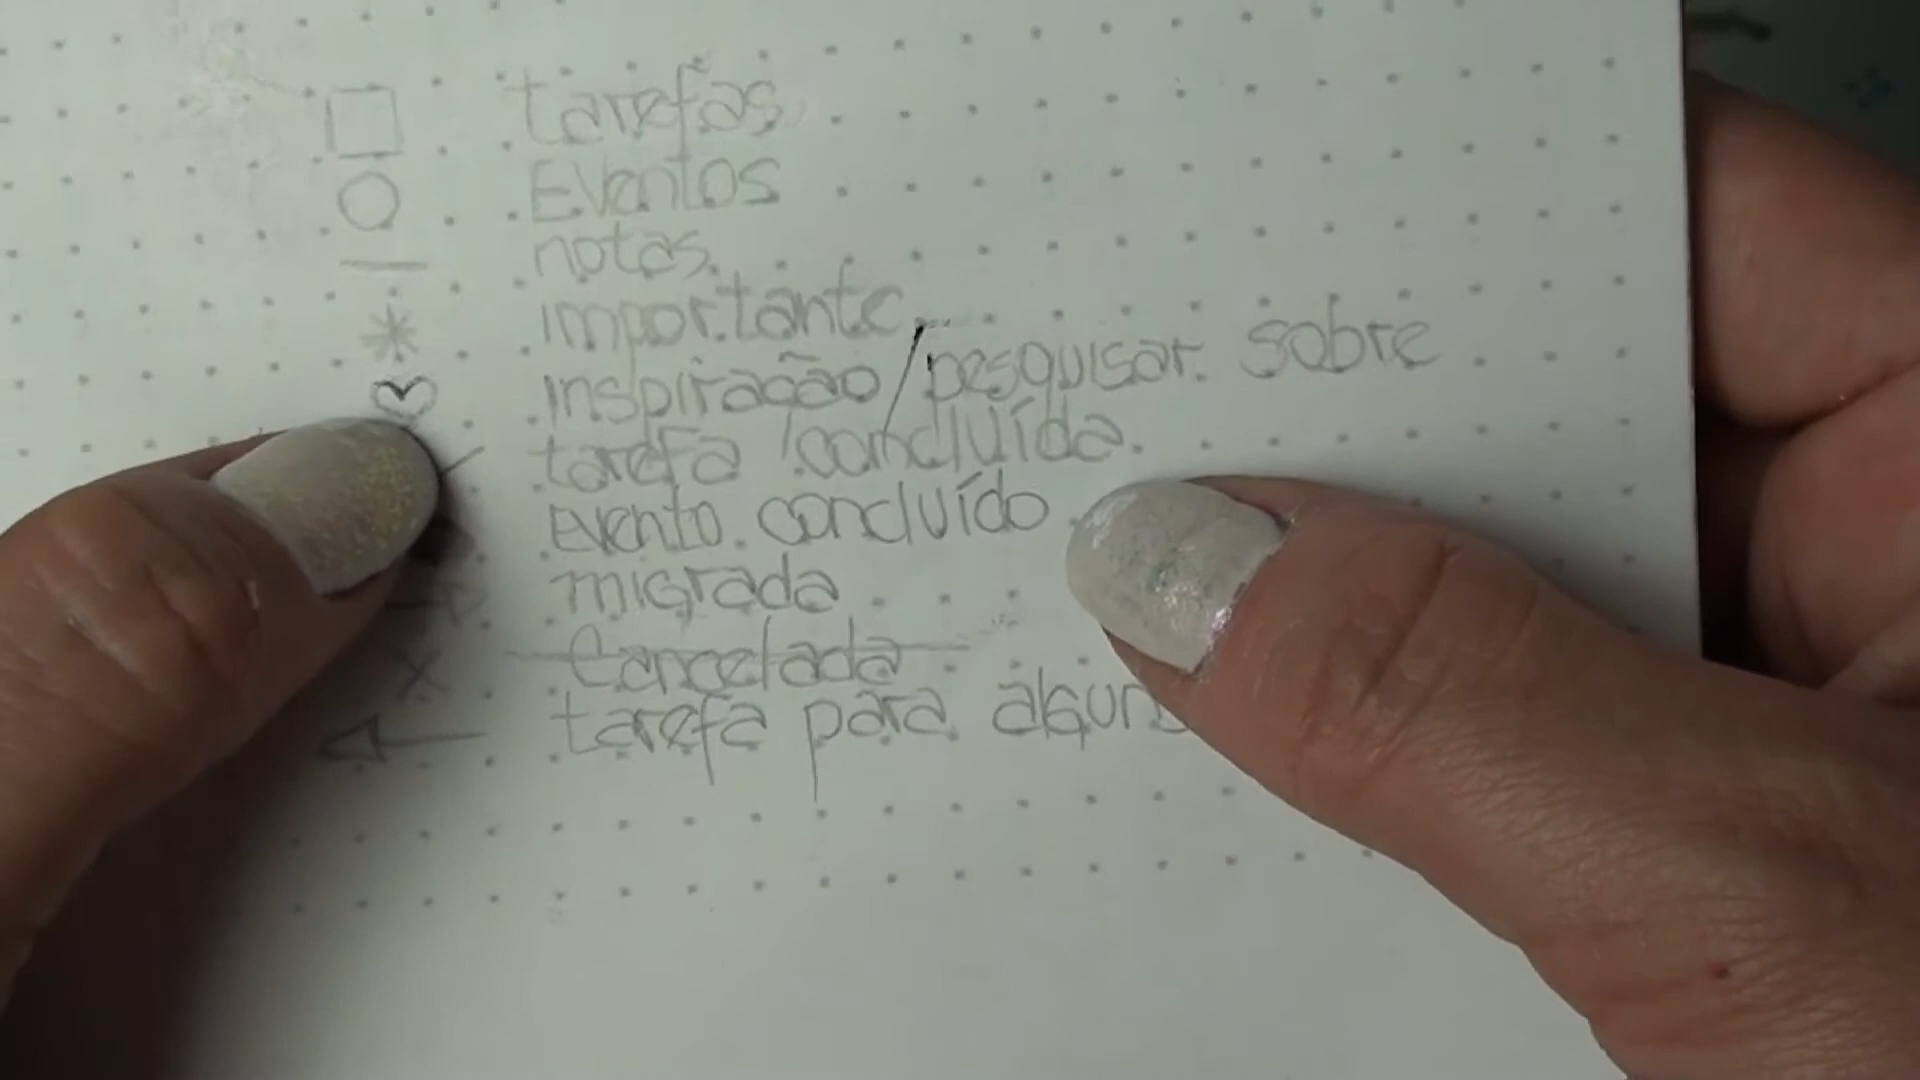 tarefas
Eventos
notas
importante
inspiração/pesquisar sobre
tarefa concluída
evento concluído
migrada
Cancelada
tarefa para